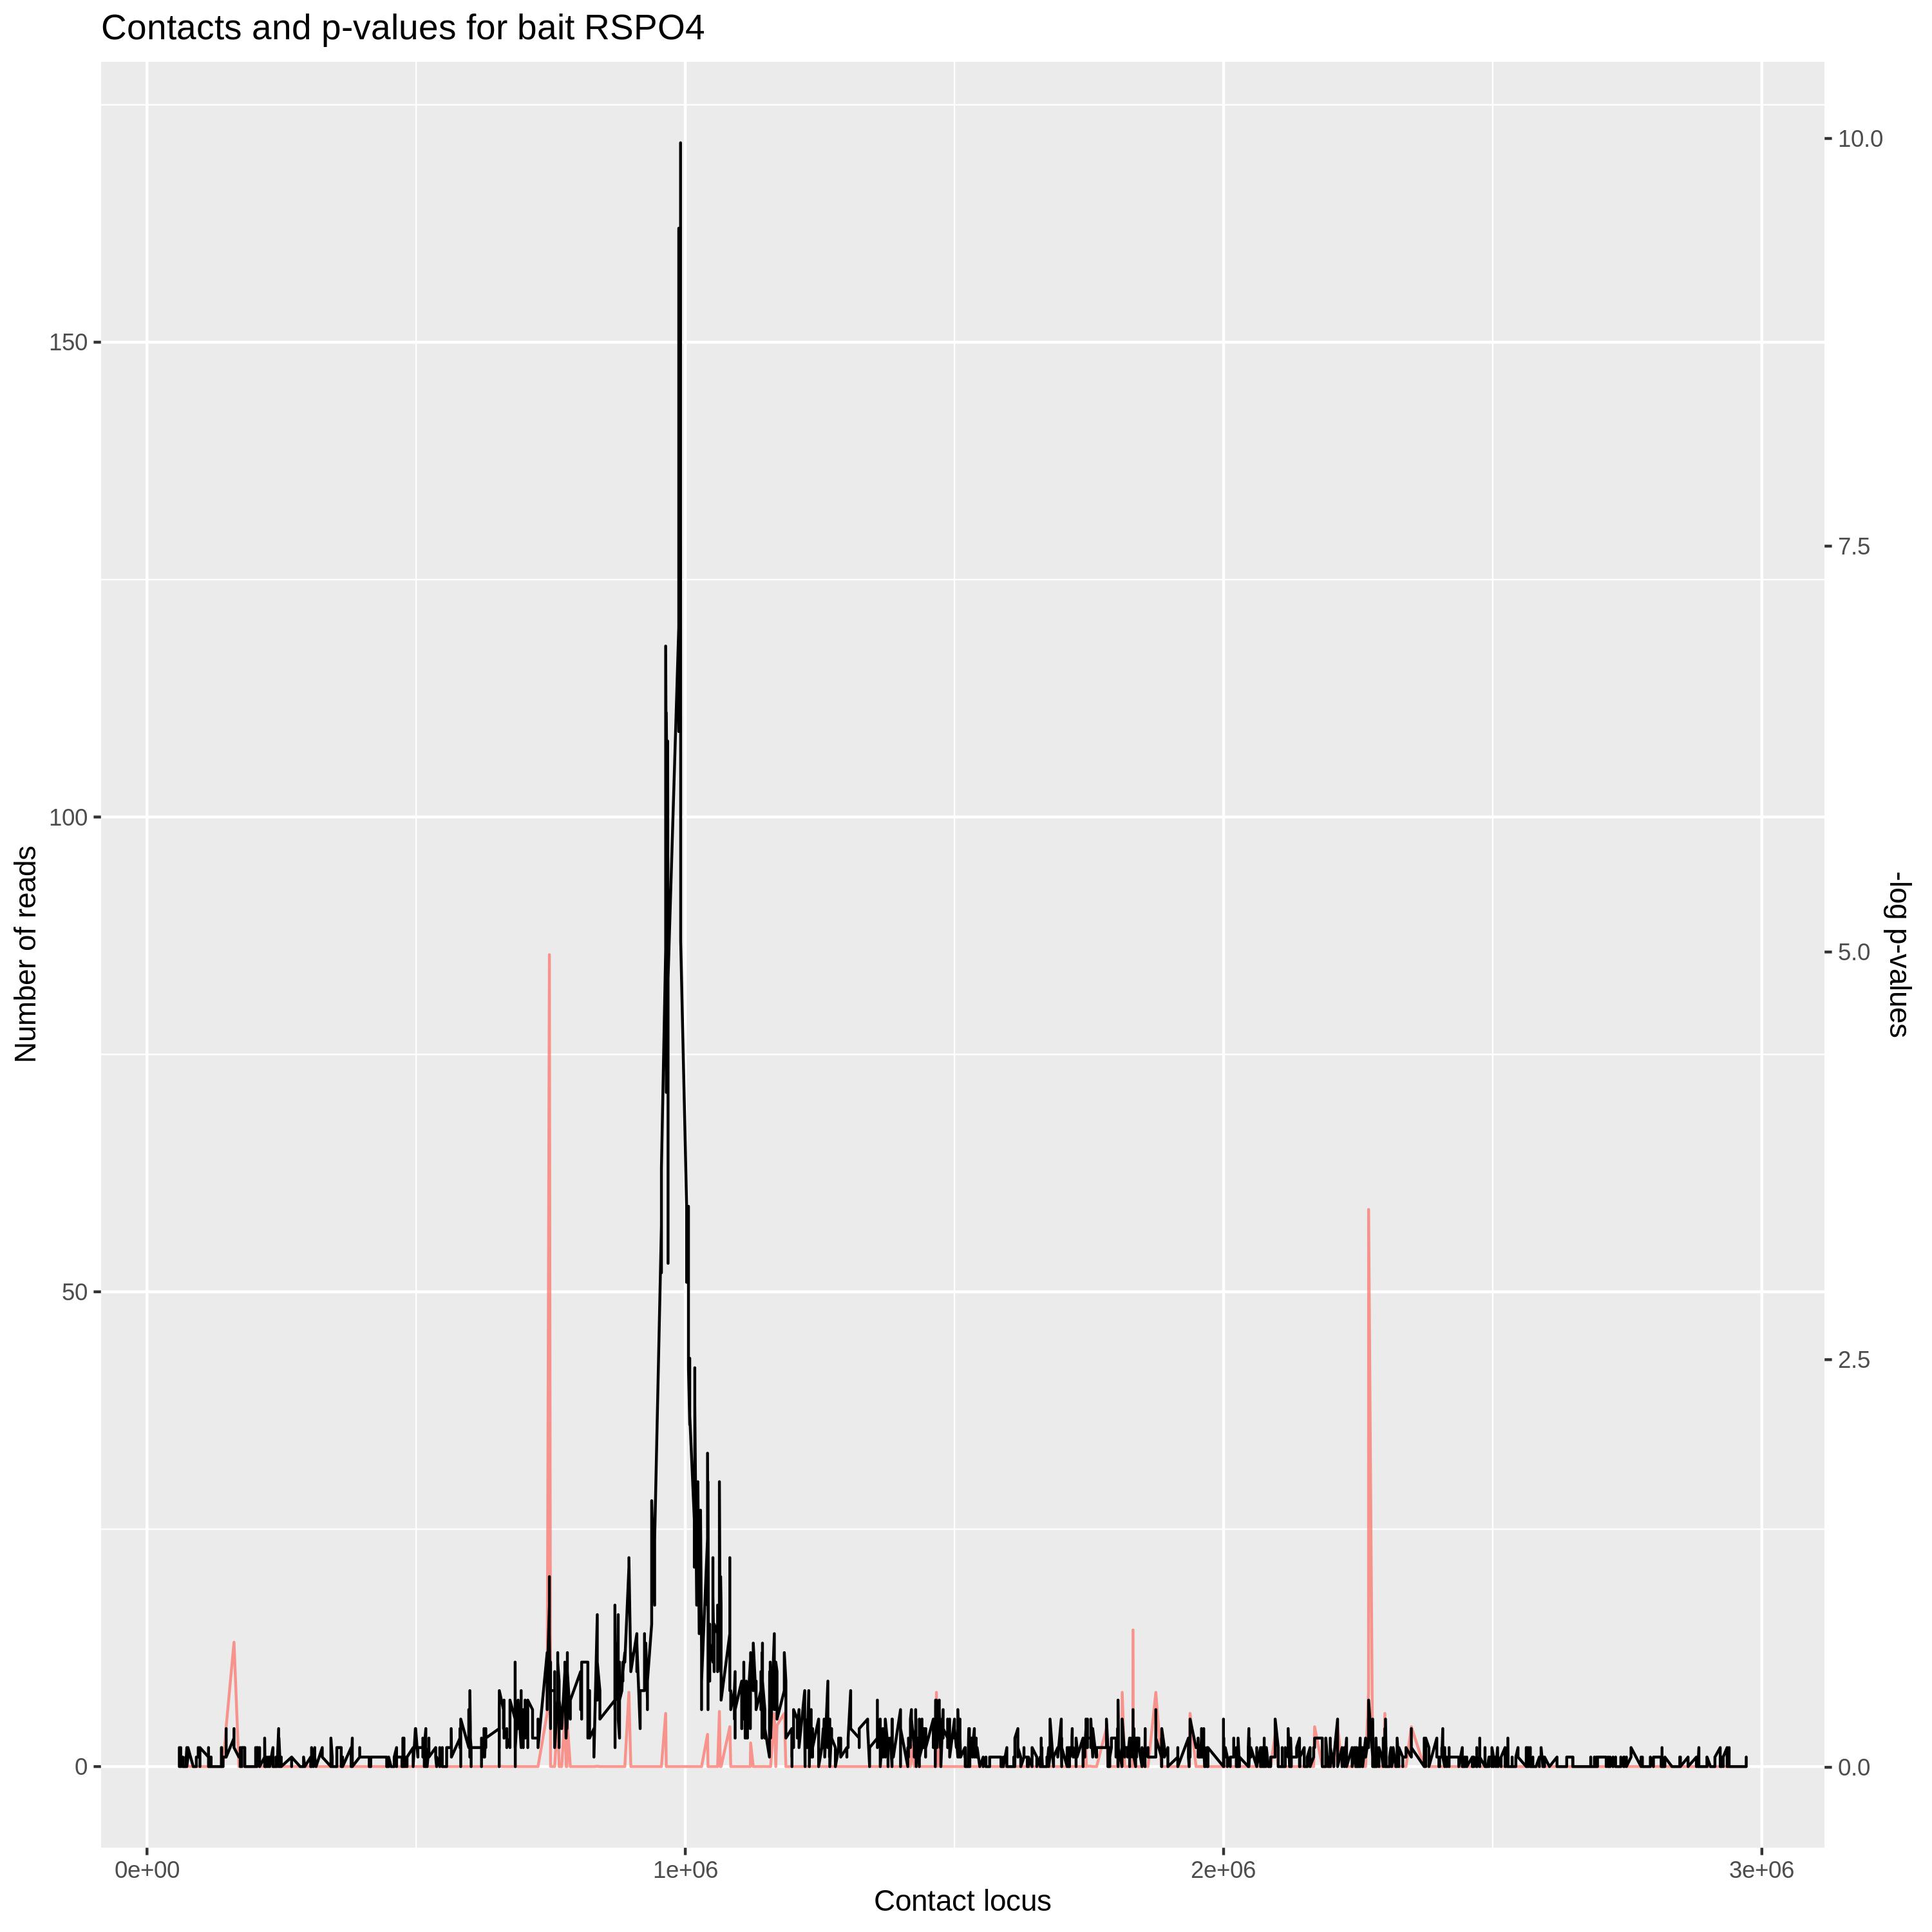 Contacts and p-values for bait RSPO4
150
100
50
0
Number of reads
10.0
7.5
5.0
2.5
0.0
-log p-values
0e+00 1e+06 2e+06 3e+06
Contact locus